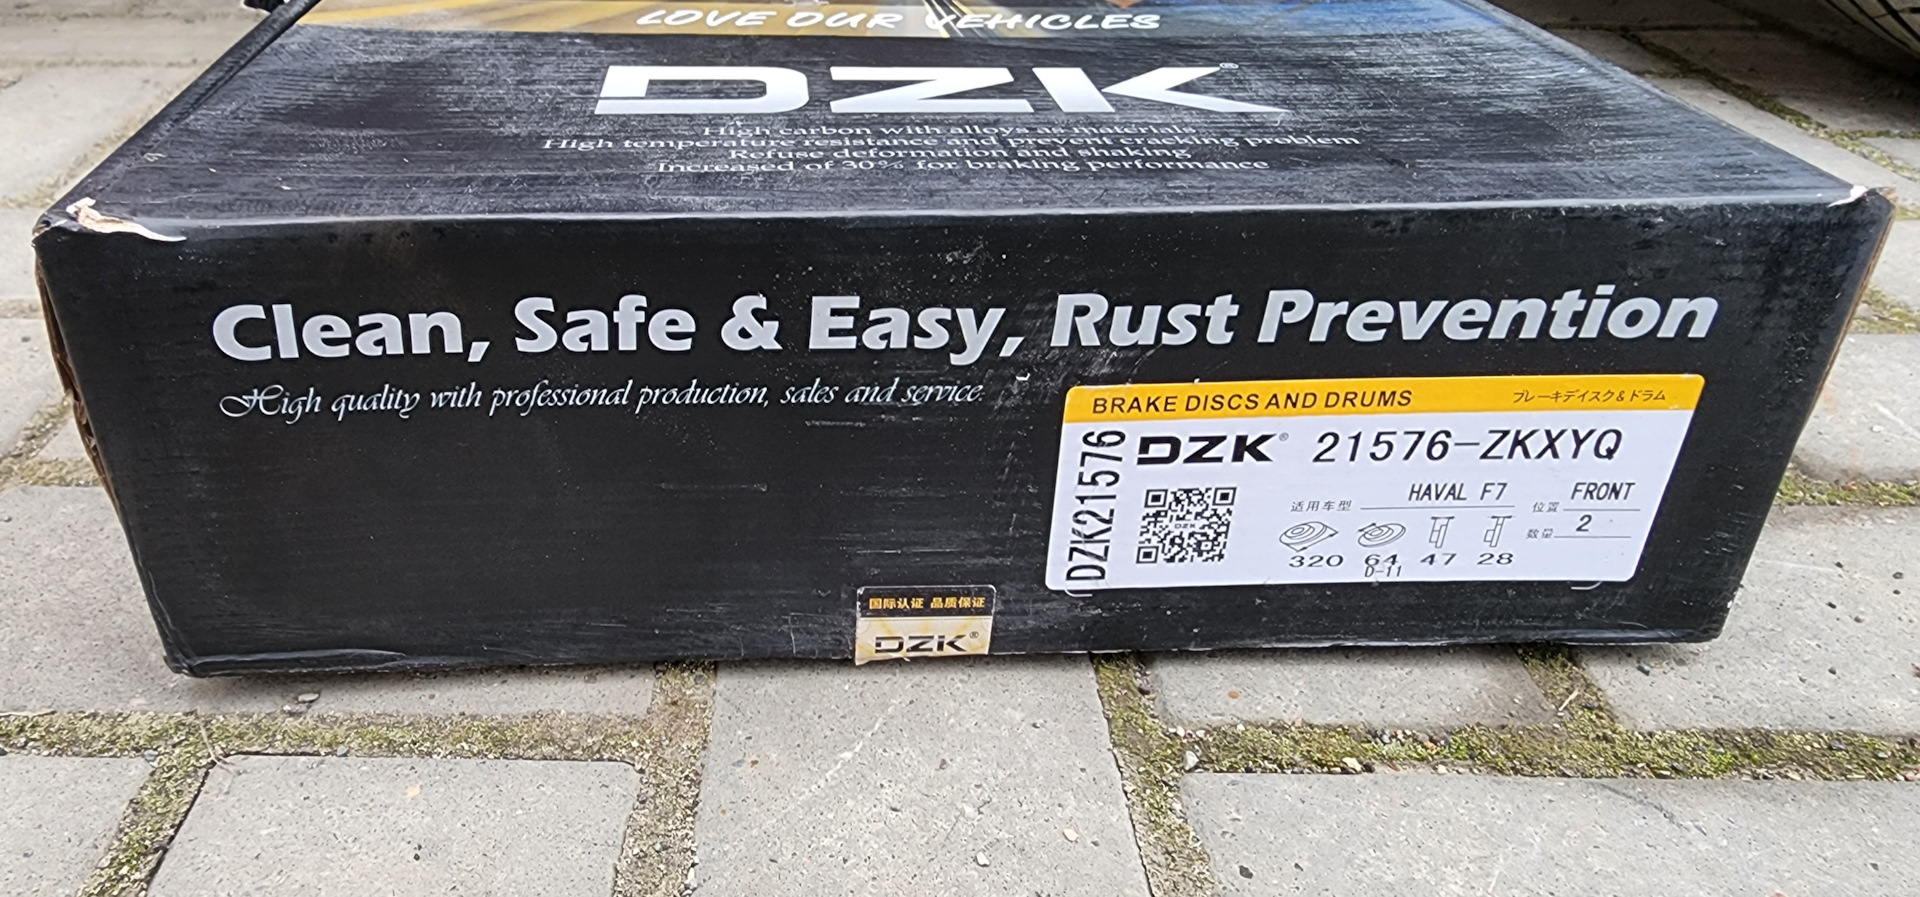 LOVE OUR VEHICLES
DZK®
High carbon with alloys as materials
High temperature resistance and prevent cracking problem
Refuse deformation and shaking
Increased of 30% for braking performance
Clean, Safe & Easy, Rust Prevention
High quality with professional production, sales and service.
BRAKE DISCS AND DRUMS ブレーキディスク&ドラム
DZK21576
DZK® 21576-ZKXYQ
适用车型 HAVAL F7 位置 FRONT
数量 2
DZK
320 64 47 28
D-11
国际认证 品质保证
DZK®